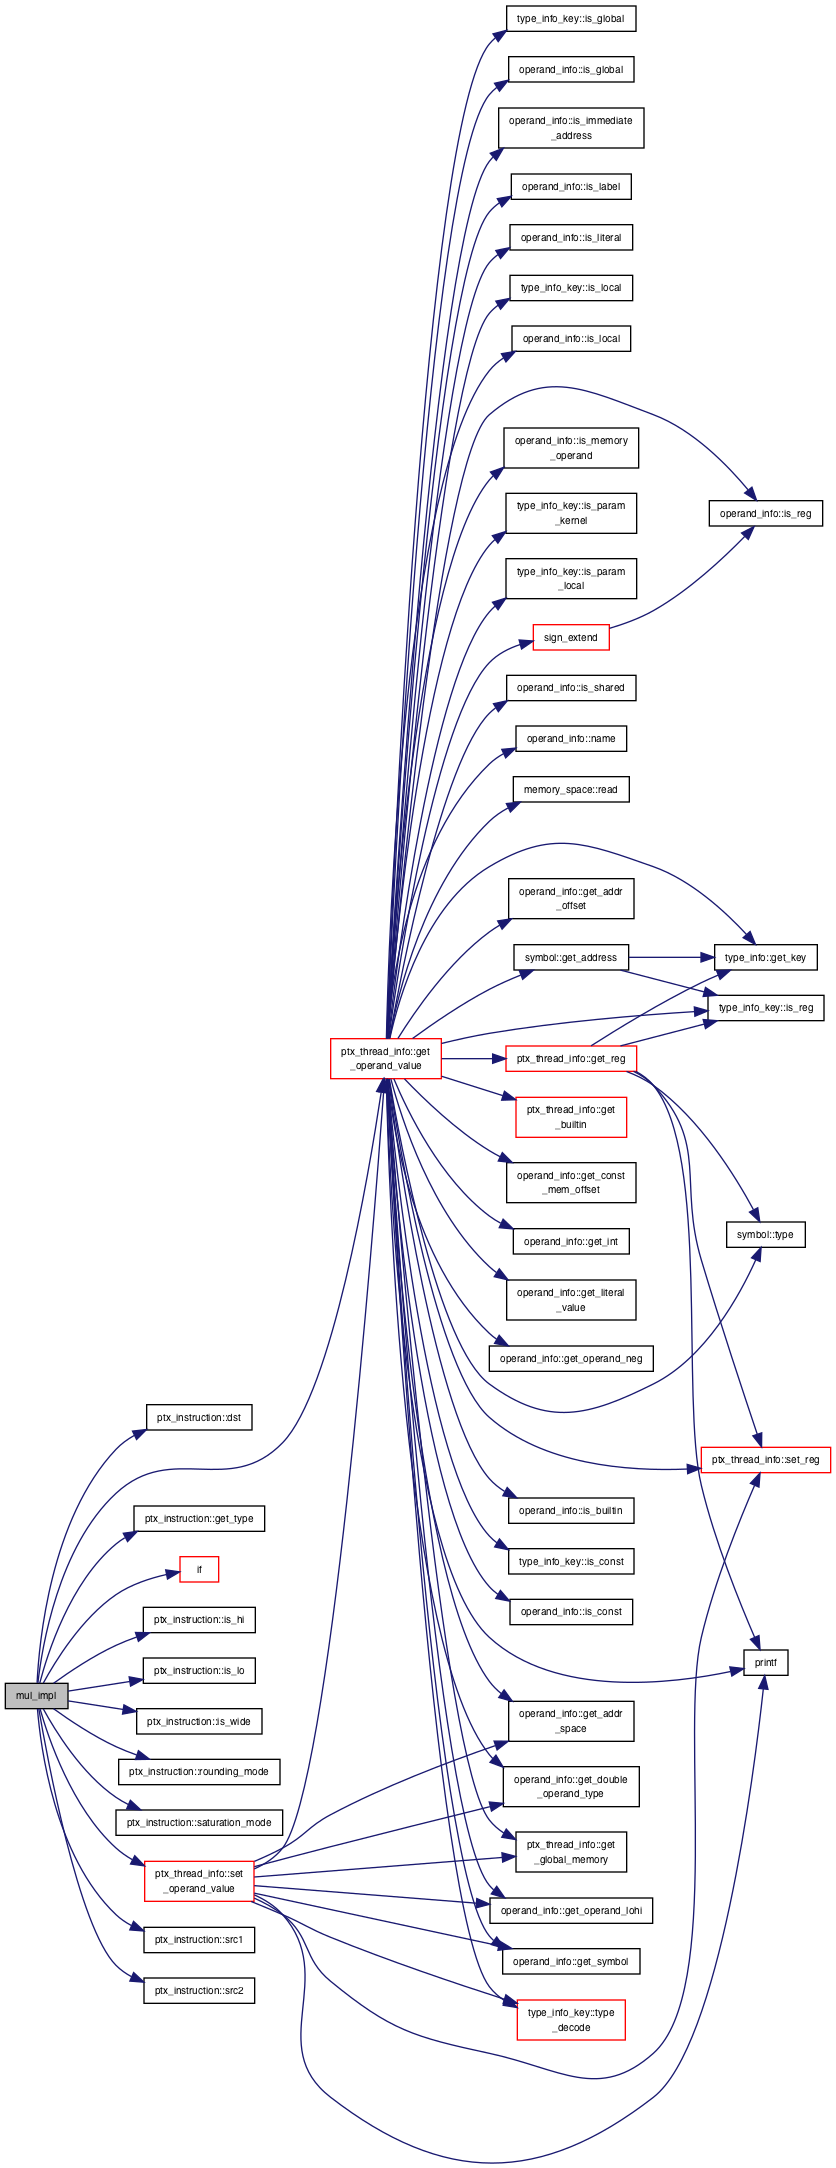 type_info_key::is_global
operand_info::is_global
operand_info::is_immediate
_address
operand_info::is_label
operand_info::is_literal
type_info_key::is_local
operand_info::is_local
operand_info::is_memory
_operand
type_info_key::is_param
_kernel
operand_info::is_reg
type_info_key::is_param
_local
sign_extend
operand_info::is_shared
operand_info::name
memory_space::read
operand_info::get_addr
_offset
symbol::get_address
type_info::get_key
type_info_key::is_reg
ptx_thread_info::get
_operand_value
ptx_thread_info::get_reg
ptx_thread_info::get
_builtin
operand_info::get_const
_mem_offset
symbol::type
operand_info::get_int
operand_info::get_literal
_value
operand_info::get_operand_neg
ptx_instruction::dst
ptx_thread_info::set_reg
operand_info::is_builtin
ptx_instruction::get_type
type_info_key::is_const
if
operand_info::is_const
ptx_instruction::is_hi
printf
ptx_instruction::is_lo
mul_impl
ptx_instruction::is_wide
operand_info::get_addr
_space
ptx_instruction::rounding_mode
operand_info::get_double
_operand_type
ptx_instruction::saturation_mode
ptx_thread_info::get
_global_memory
ptx_thread_info::set
_operand_value
operand_info::get_operand_lohi
ptx_instruction::src1
operand_info::get_symbol
ptx_instruction::src2
type_info_key::type
_decode